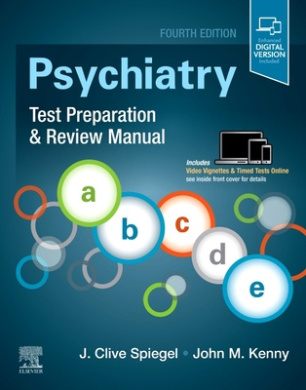 FOURTH EDITION
Enhanced
DIGITAL
VERSION
Included
Psychiatry
Test Preparation
& Review Manual
Includes
Video Vignettes & Timed Tests Online
see inside front cover for details
a
b
c
d
e
ELSEVIER
J. Clive Spiegel • John M. Kenny